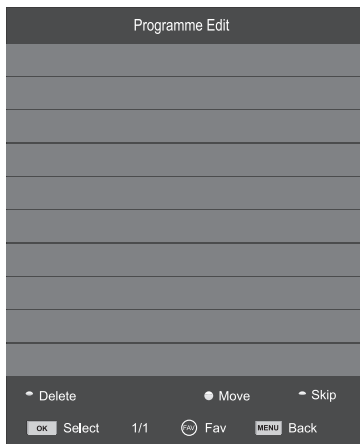 Programme Edit
Delete Move Skip
OK Select 1/1 FAV Fav MENU Back